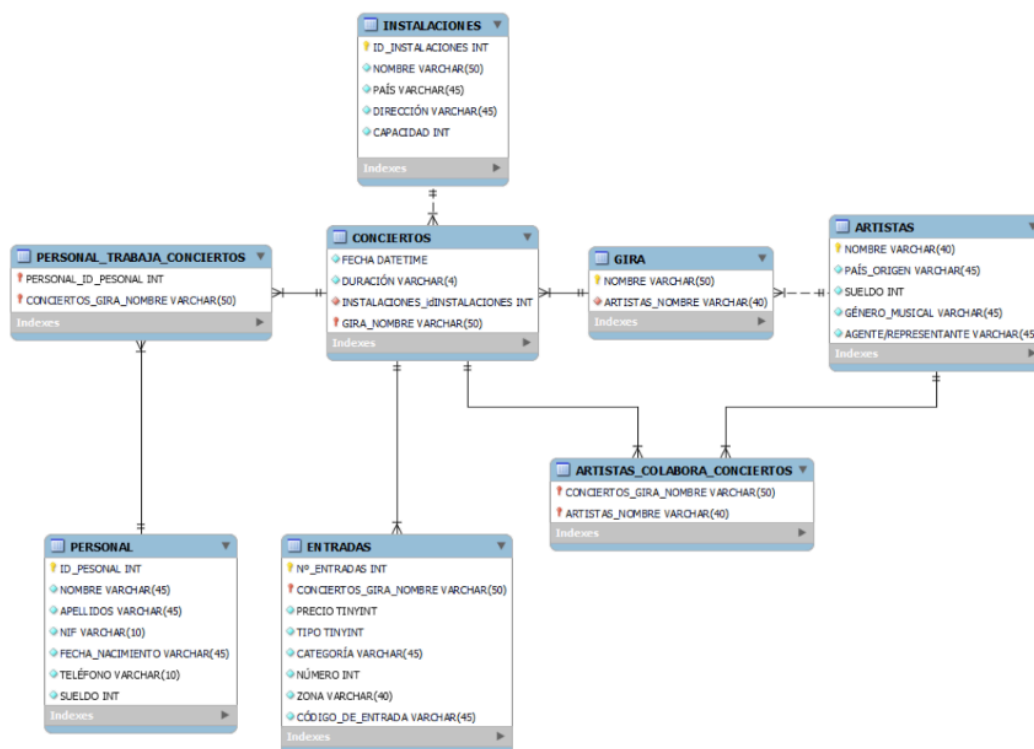 INSTALACIONES
ID_INSTALACIONES INT
NOMBRE VARCHAR(50)
PAÍS VARCHAR(45)
DIRECCIÓN VARCHAR(45)
CAPACIDAD INT
Indexes
PERSONAL_TRABAJA_CONCIERTOS
PERSONAL_ID_PESONAL INT
CONCIERTOS_GIRA_NOMBRE VARCHAR(50)
Indexes
CONCIERTOS
FECHA DATETIME
DURACIÓN VARCHAR(4)
INSTALACIONES_idINSTALACIONES INT
GIRA_NOMBRE VARCHAR(50)
Indexes
GIRA
NOMBRE VARCHAR(50)
ARTISTAS_NOMBRE VARCHAR(40)
Indexes
ARTISTAS
NOMBRE VARCHAR(40)
PAÍS_ORIGEN VARCHAR(45)
SUELDO INT
GÉNERO_MUSICAL VARCHAR(45)
AGENTE/REPRESENTANTE VARCHAR(45
Indexes
ARTISTAS_COLABORA_CONCIERTOS
CONCIERTOS_GIRA_NOMBRE VARCHAR(50)
ARTISTAS_NOMBRE VARCHAR(40)
Indexes
PERSONAL
ID_PESONAL INT
NOMBRE VARCHAR(45)
APELLIDOS VARCHAR(45)
NIF VARCHAR(10)
FECHA_NACIMIENTO VARCHAR(45)
TELÉFONO VARCHAR(10)
SUELDO INT
Indexes
ENTRADAS
Nº_ENTRADAS INT
CONCIERTOS_GIRA_NOMBRE VARCHAR(50)
PRECIO TINYINT
TIPO TINYINT
CATEGORÍA VARCHAR(45)
NÚMERO INT
ZONA VARCHAR(40)
CÓDIGO_DE_ENTRADA VARCHAR(45)
Indexes